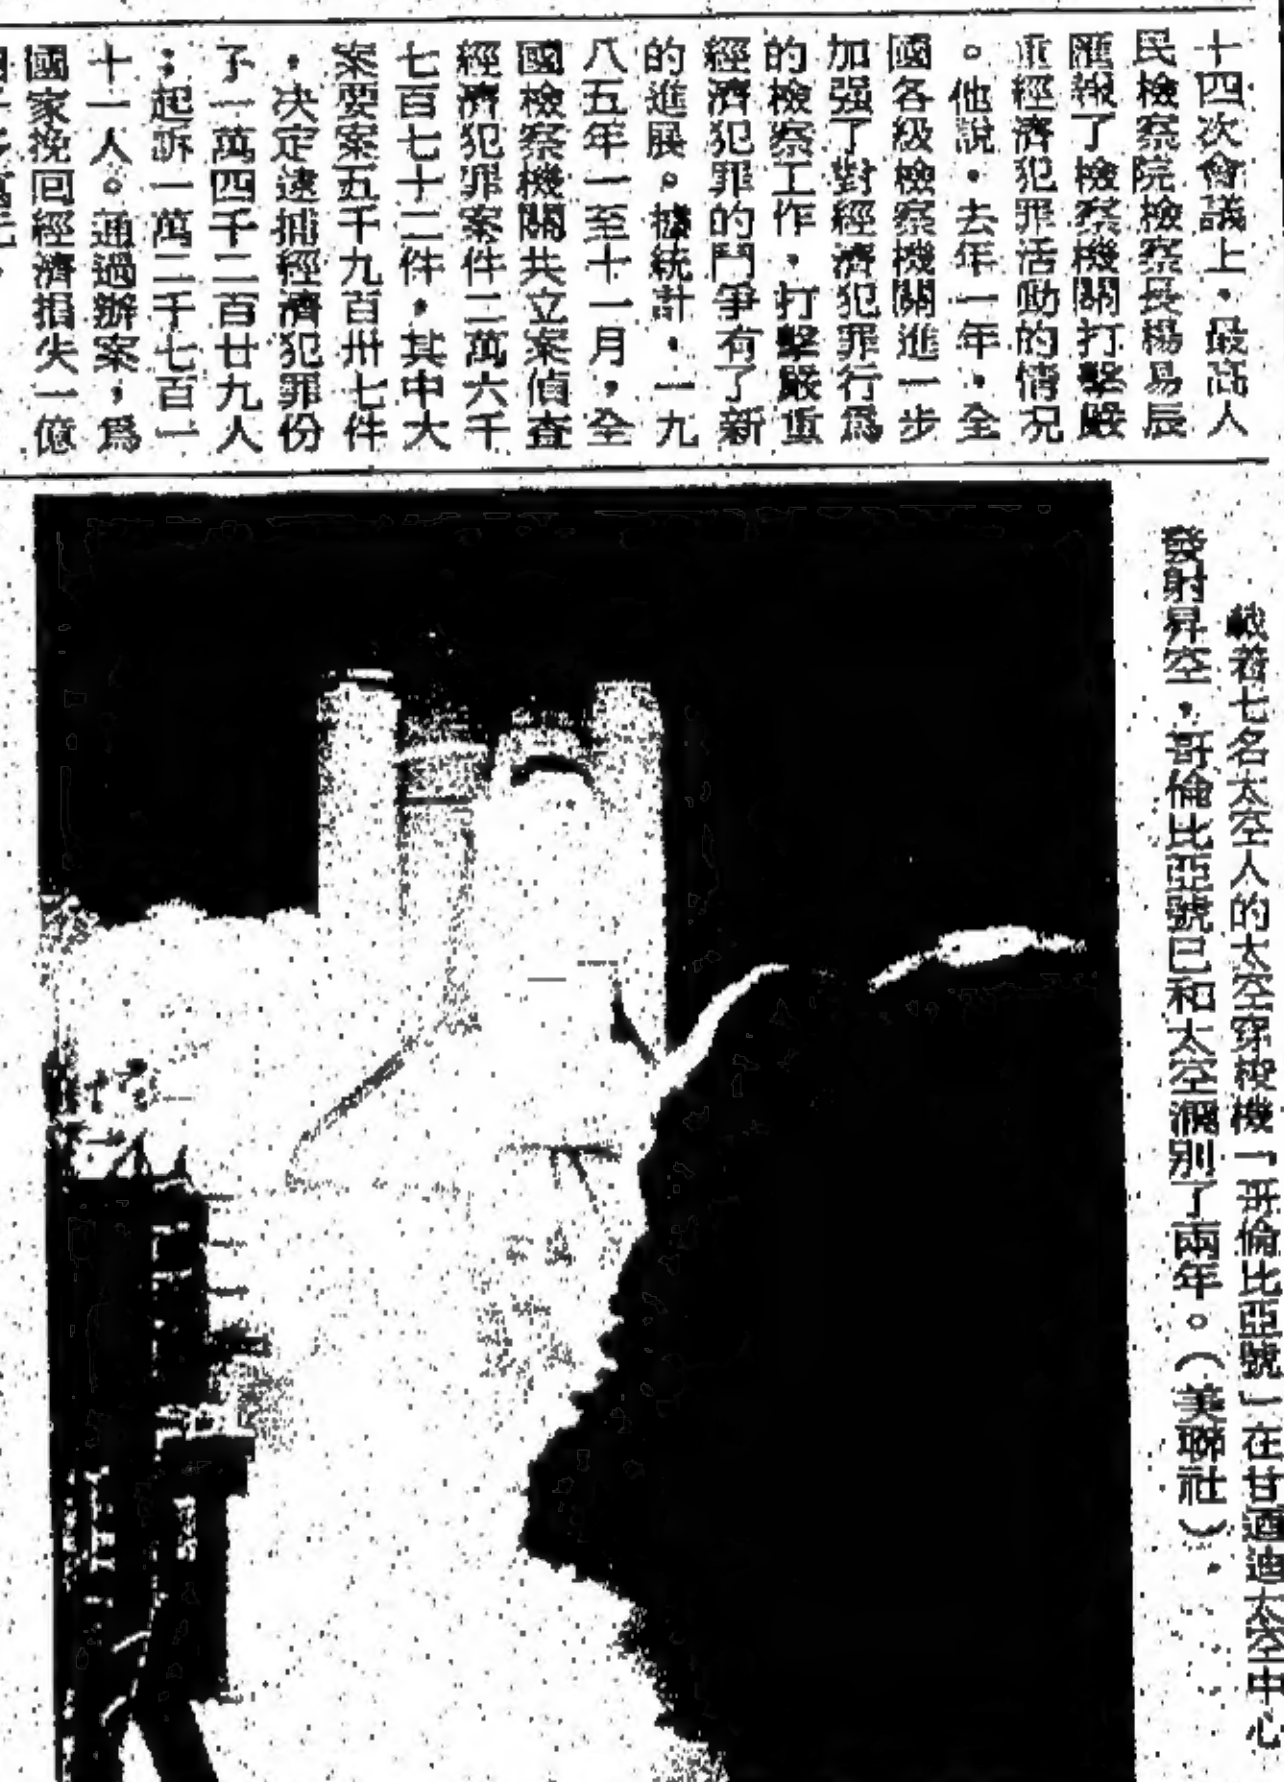 十四次會議上，最高人
民檢察院檢察長楊易辰
匯報了檢察機關打擊嚴
重經濟犯罪活動的情况
。他說，去年一年，全
國各級檢察機關進一步
加强了對經濟犯罪行爲
的檢察工作，打擊嚴重
經濟犯罪的鬥爭有了新
的進展。據統計，一九
八五年一至十一月，全
國檢察機關共立案偵查
經濟犯罪案件二萬六千
七百七十二件，其中大
案要案五千九百卅七件
，决定逮捕經濟犯罪份
子一萬四千二百廿九人
；起訴一萬二千七百一
十一人。通過辦案，爲
國家挽回經濟損失一億
載着七名太空人的太空穿梭機「哥倫比亞號」在甘迺迪太空中心
發射昇空，哥倫比亞號已和太空濶別了兩年。（美聯社）